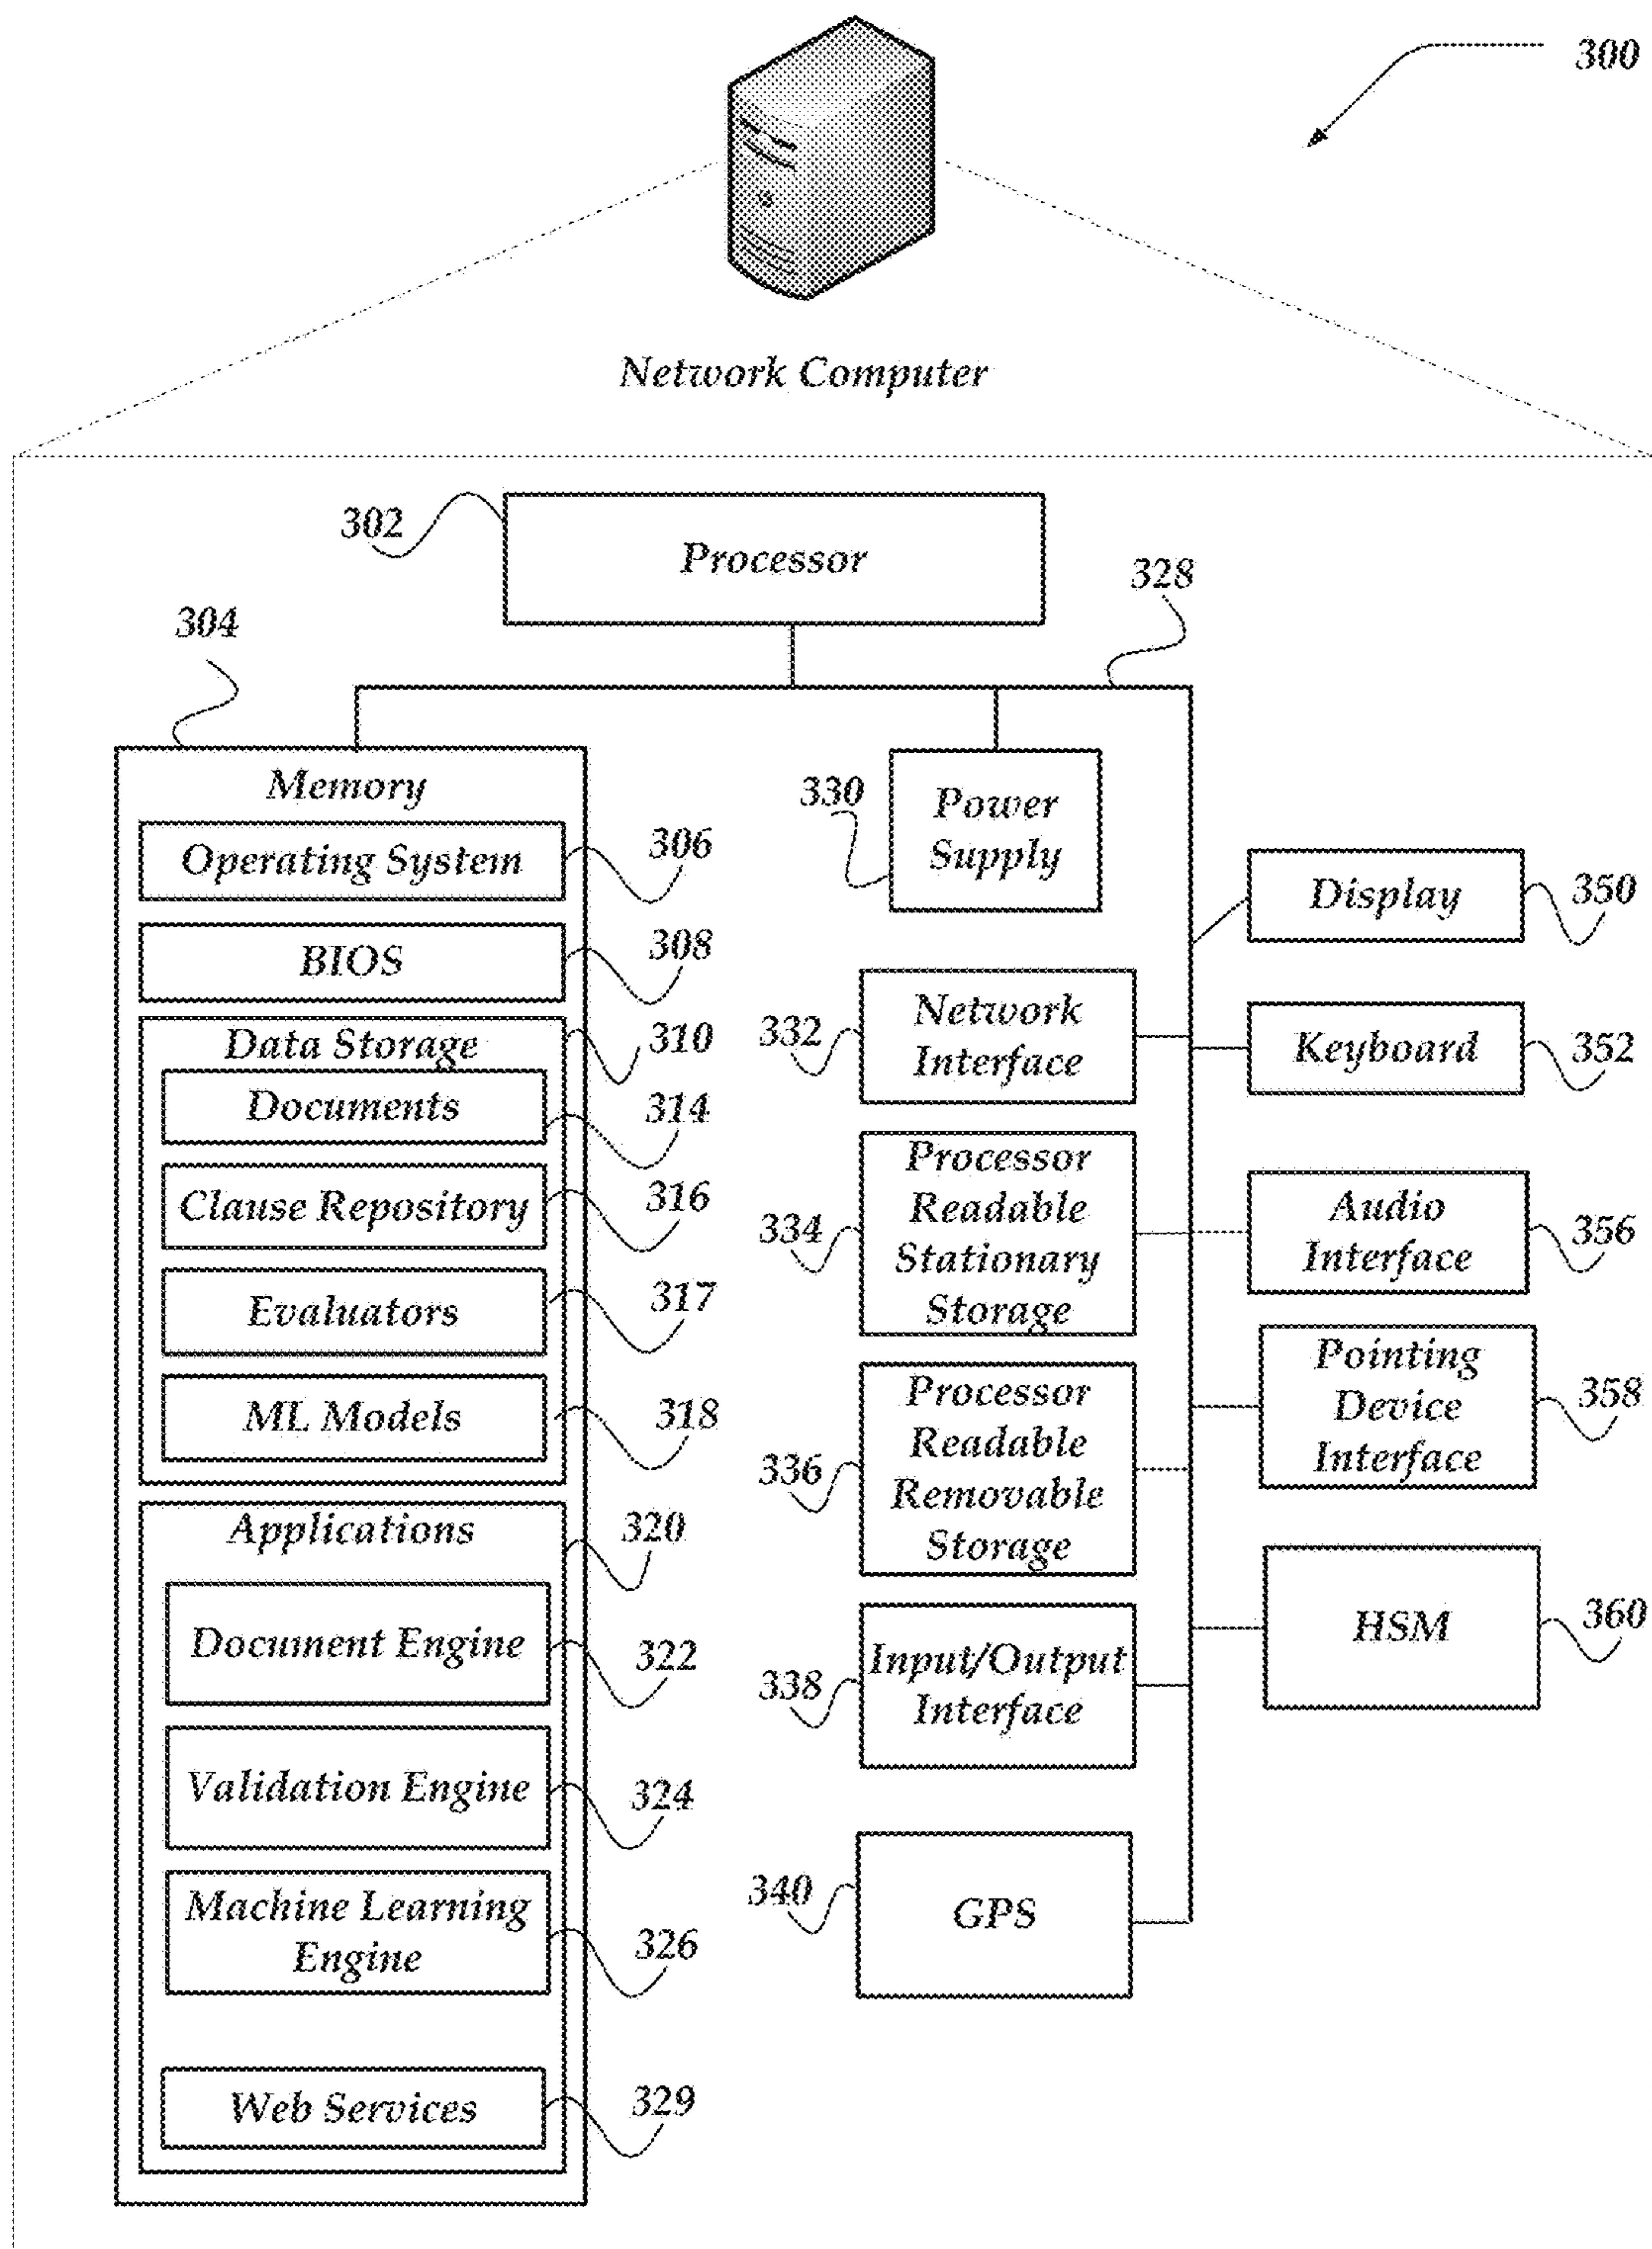 300
Network Computer
302
Processor
328
304
Memory
Operating System
306
BIOS
308
Data Storage
310
Documents
314
Clause Repository
316
Evaluators
317
ML Models
318
Applications
320
Document Engine
322
Validation Engine
324
Machine Learning
Engine
326
Web Services
329
330
Power
Supply
332
Network
Interface
334
Processor
Readable
Stationary
Storage
336
Processor
Readable
Removable
Storage
338
Input/Output
Interface
340
GPS
Display
350
Keyboard
352
Audio
Interface
356
Pointing
Device
Interface
358
HSM
360